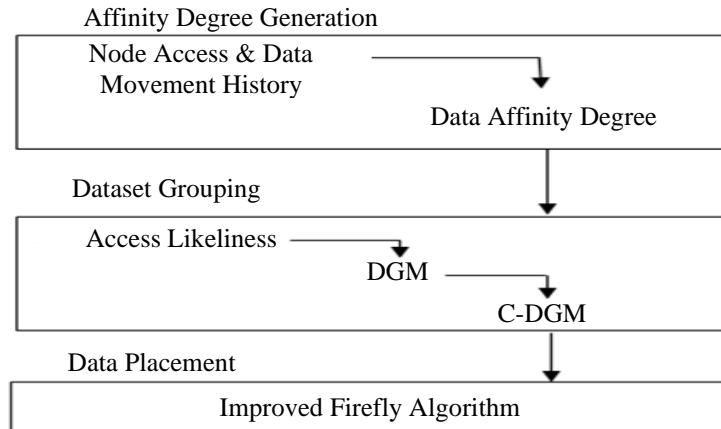 Affinity Degree Generation
Node Access & Data
Movement History
Data Affinity Degree
Dataset Grouping
Access Likeliness
DGM
C-DGM
Data Placement
Improved Firefly Algorithm